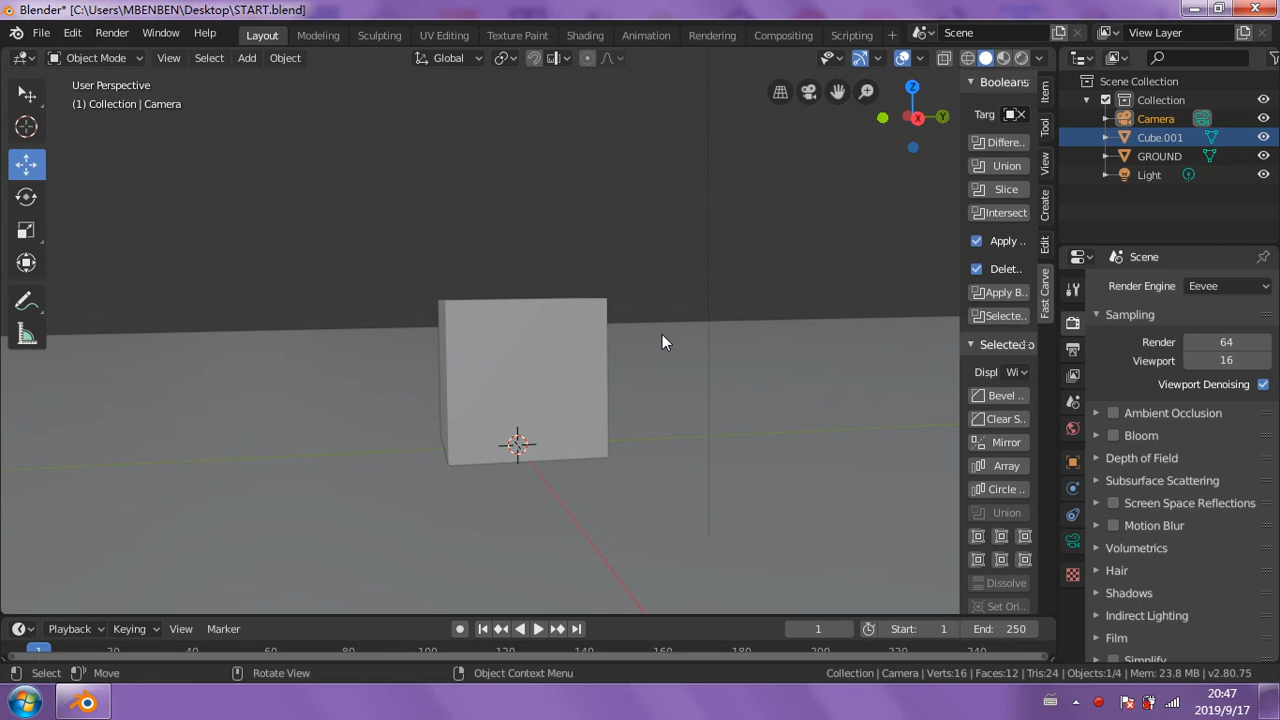 Blender* [C:\Users\MBENBEN\Desktop\START.blend]
File Edit Render Window Help Layout Modeling Sculpting UV Editing Texture Paint Shading Animation Rendering Compositing Scripting + Scene View Layer
Object Mode View Select Add Object Global
User Perspective
(1) Collection | Camera
Z
X
Y
Booleans
Targ
Differe..
Union
Slice
Intersect
Apply ..
Delet..
Apply B..
Selecte..
Selected
Displ Wi
Bevel ..
Clear S..
Mirror
Array
Circle ..
Union
Dissolve
Set Ori..
Item
Tool
View
Create
Edit
Fast Carve
Scene Collection
Collection
Camera
Cube.001
GROUND
Light
Scene
Render Engine Eevee
Sampling
Render 64
Viewport 16
Viewport Denoising
Ambient Occlusion
Bloom
Depth of Field
Subsurface Scattering
Screen Space Reflections
Motion Blur
Volumetrics
Hair
Shadows
Indirect Lighting
Film
Simplify
Playback Keying View Marker 1 Start: 1 End: 250
1 20 40 60 80 100 120 140 160 180 200 220 240
Select Move Rotate View Object Context Menu Collection | Camera | Verts:16 | Faces:12 | Tris:24 | Objects:1/4 | Mem: 23.8 MB | v2.80.75
20:47
2019/9/17